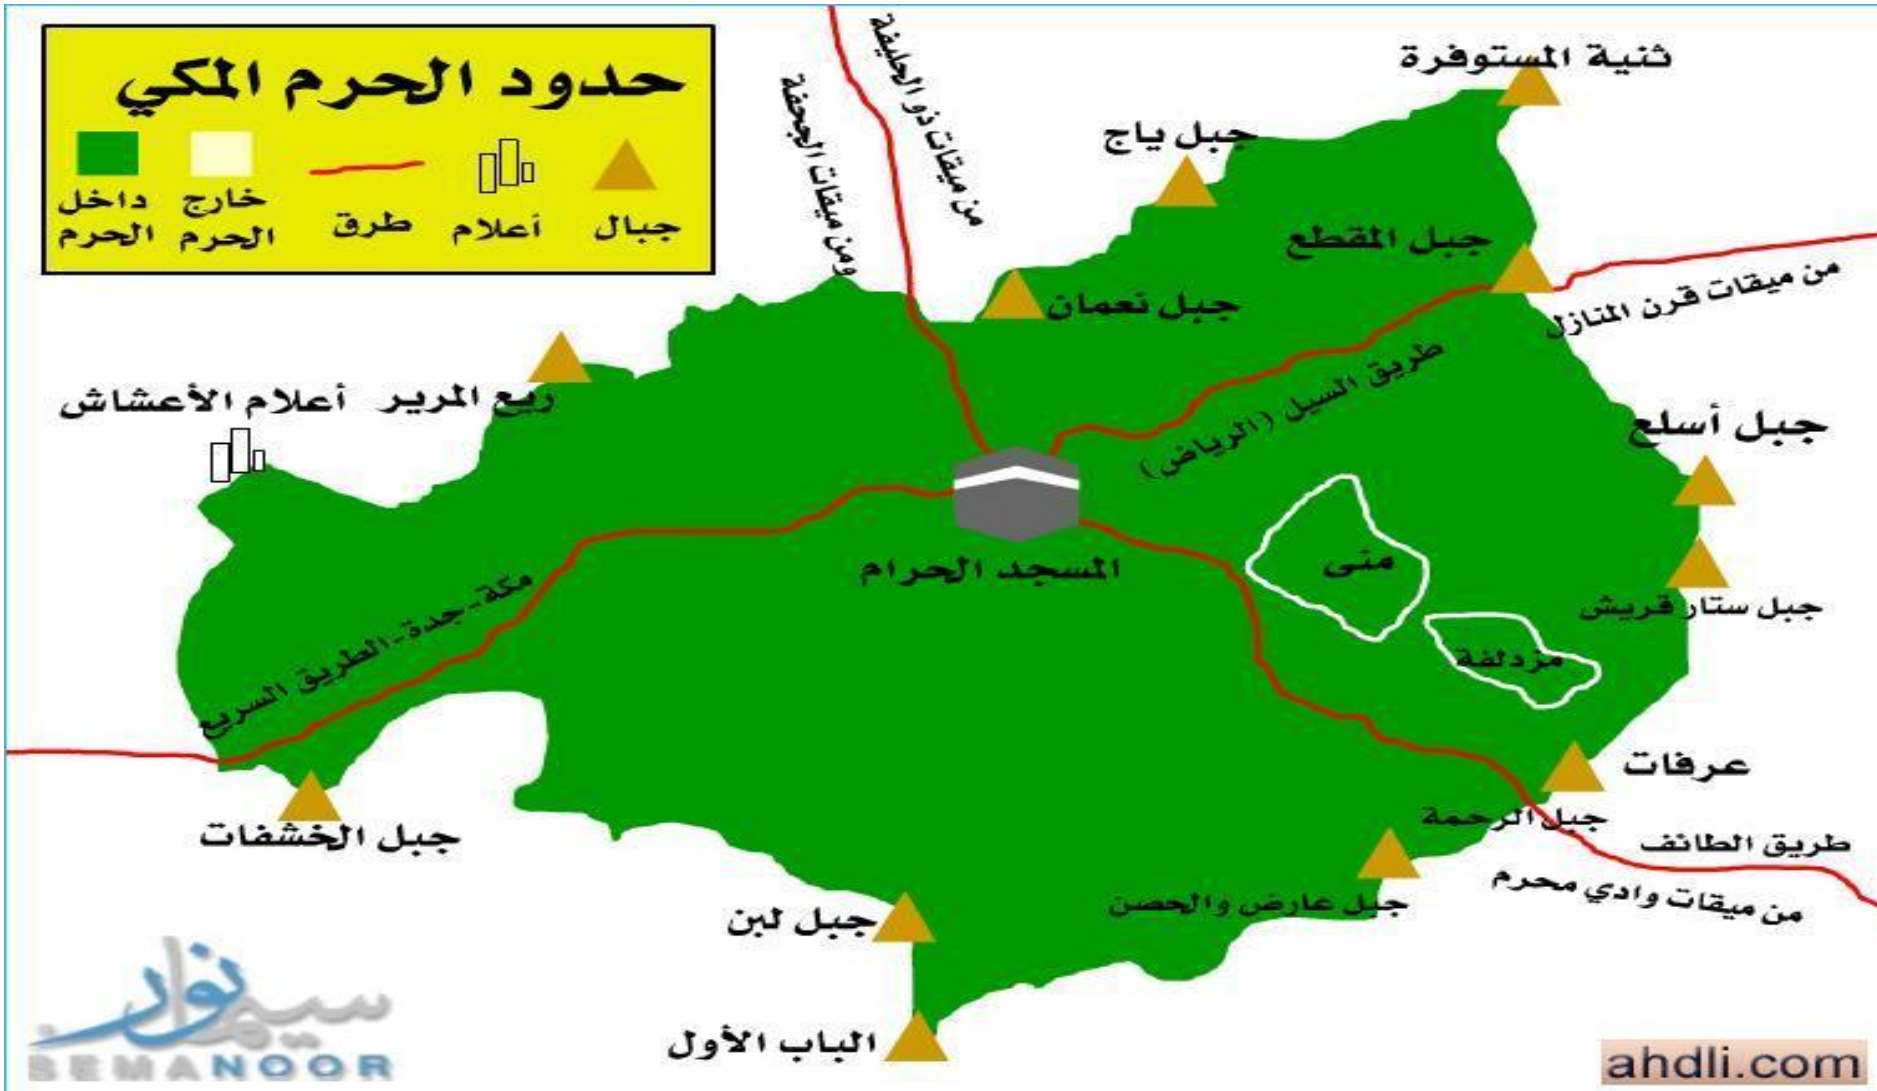 حدود الحرم المكي
جبال
أعلام
طرق
خارج الحرم
داخل الحرم
من ميقات ذو الحليفة
ومن ميقات الجحفة
ثنية المستوفرة
جبل ياج
جبل المقطع
جبل نعمان
من ميقات قرن المنازل
طريق السيل (الرياض)
ريع المرير
أعلام الأعشاش
جبل أسلع
منى
المسجد الحرام
جبل ستار قريش
مزدلفة
مكة-جدة-الطريق السريع
عرفات
جبل الرحمة
جبل الخشفات
طريق الطائف
من ميقات وادي محرم
جبل عارض والحصن
جبل لبن
الباب الأول
سيما نور
SEMANOOR
ahdli.com